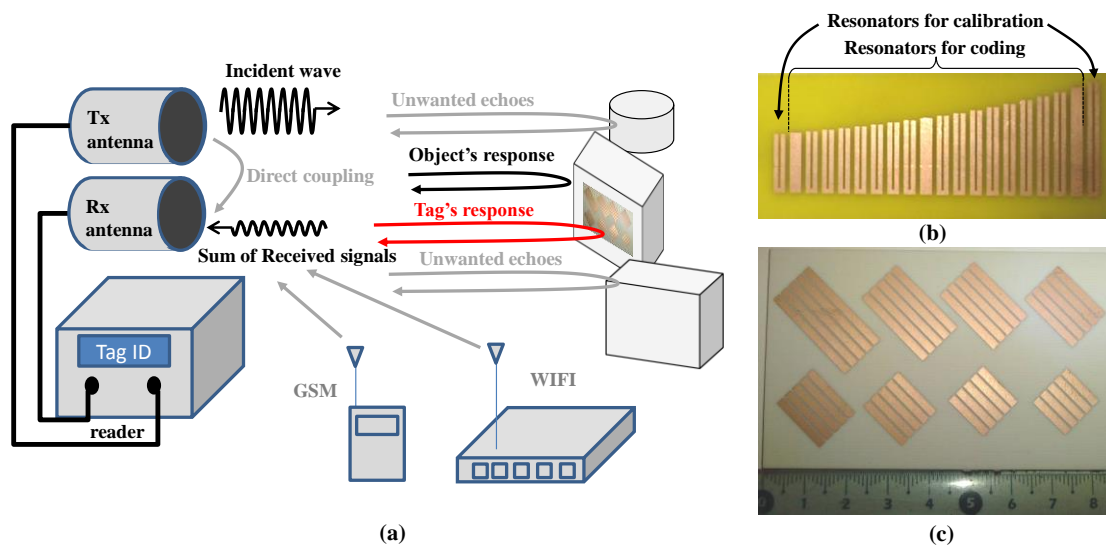 Incident wave
Tx
antenna
Unwanted echoes
Object's response
Direct coupling
Rx
antenna
Tag's response
Sum of Received signals
Unwanted echoes
Tag ID
reader
GSM
WIFI
(a)
Resonators for calibration
Resonators for coding
(b)
0 1 2 3 4 5 6 7 8
(c)